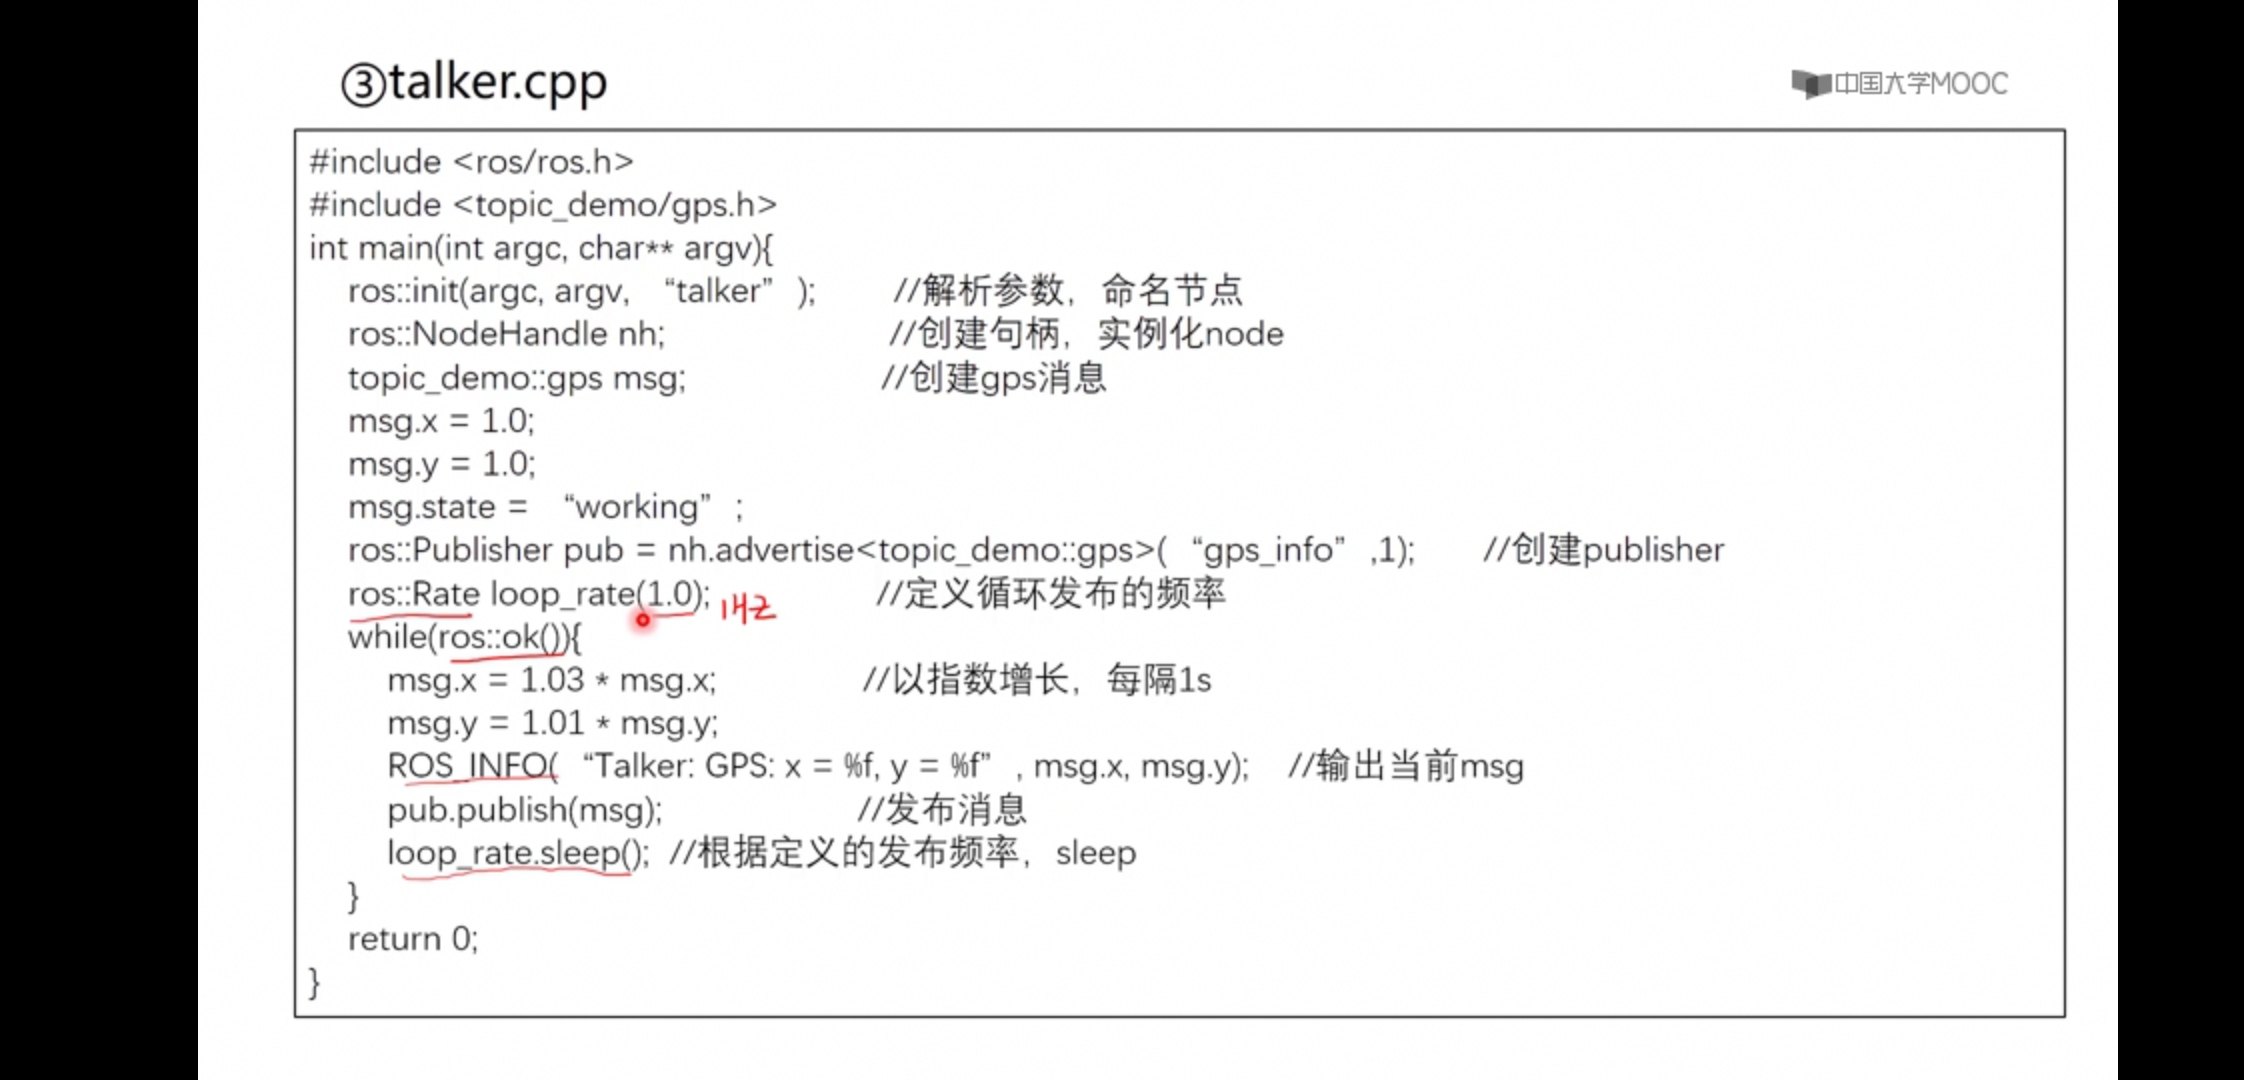 ③talker.cpp
中国大学MOOC
#include <ros/ros.h>
#include <topic_demo/gps.h>
int main(int argc, char** argv){
ros::init(argc, argv, “talker” ); //解析参数，命名节点
ros::NodeHandle nh; //创建句柄，实例化node
topic_demo::gps msg; //创建gps消息
msg.x = 1.0;
msg.y = 1.0;
msg.state = “working” ;
ros::Publisher pub = nh.advertise<topic_demo::gps>( “gps_info” ,1); //创建publisher
ros::Rate loop_rate(1.0); 1Hz //定义循环发布的频率
while(ros::ok()){
msg.x = 1.03 * msg.x; //以指数增长，每隔1s
msg.y = 1.01 * msg.y;
ROS_INFO( “Talker: GPS: x = %f, y = %f” , msg.x, msg.y); //输出当前msg
pub.publish(msg); //发布消息
loop_rate.sleep(); //根据定义的发布频率，sleep
}
return 0;
}